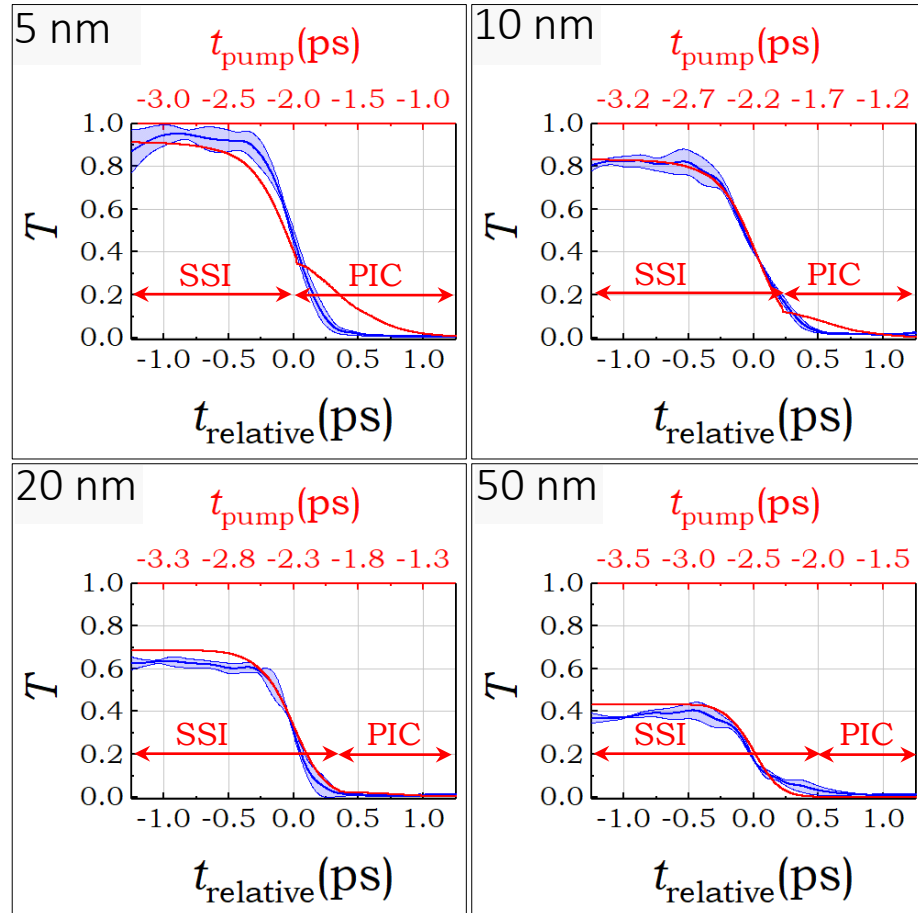 5 nm
t_pump(ps)
-3.0 -2.5 -2.0 -1.5 -1.0
1.0
0.8
0.6
0.4
0.2
0.0
T
SSI PIC
-1.0 -0.5 0.0 0.5 1.0
t_relative(ps)
10 nm
t_pump(ps)
-3.2 -2.7 -2.2 -1.7 -1.2
1.0
0.8
0.6
0.4
0.2
0.0
T
SSI PIC
-1.0 -0.5 0.0 0.5 1.0
t_relative(ps)
20 nm
t_pump(ps)
-3.3 -2.8 -2.3 -1.8 -1.3
1.0
0.8
0.6
0.4
0.2
0.0
T
SSI PIC
-1.0 -0.5 0.0 0.5 1.0
t_relative(ps)
50 nm
t_pump(ps)
-3.5 -3.0 -2.5 -2.0 -1.5
1.0
0.8
0.6
0.4
0.2
0.0
T
SSI PIC
-1.0 -0.5 0.0 0.5 1.0
t_relative(ps)